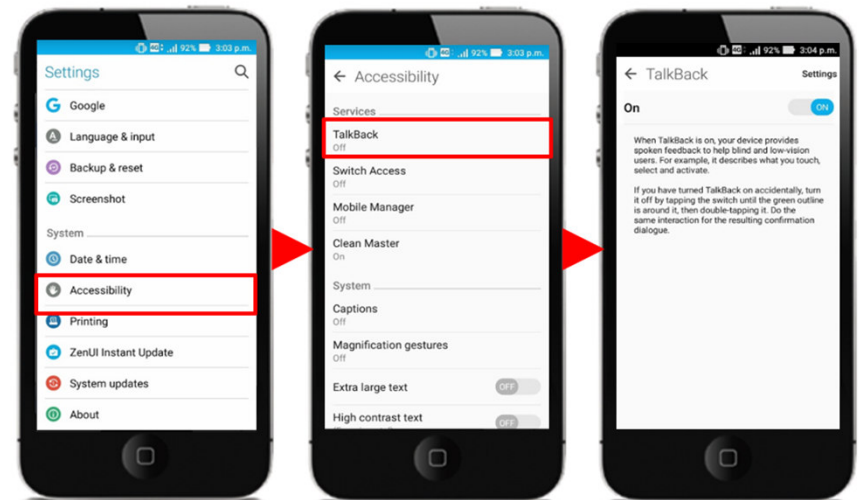 4G 92% 3:03 p.m.
Settings
G Google
A Language & input
Backup & reset
Screenshot
System
Date & time
Accessibility
Printing
ZenUI Instant Update
System updates
About
4G 92% 3:03 p.m.
Accessibility
Services
TalkBack
Off
Switch Access
Off
Mobile Manager
Off
Clean Master
On
System
Captions
Off
Magnification gestures
Off
Extra large text OFF
High contrast text OFF
4G 92% 3:04 p.m.
TalkBack Settings
On ON
When TalkBack is on, your device provides
spoken feedback to help blind and low-vision
users. For example, it describes what you touch,
select and activate.
If you have turned TalkBack on accidentally, turn
it off by tapping the switch until the green outline
is around it, then double-tapping it. Do the
same interaction for the resulting confirmation
dialogue.